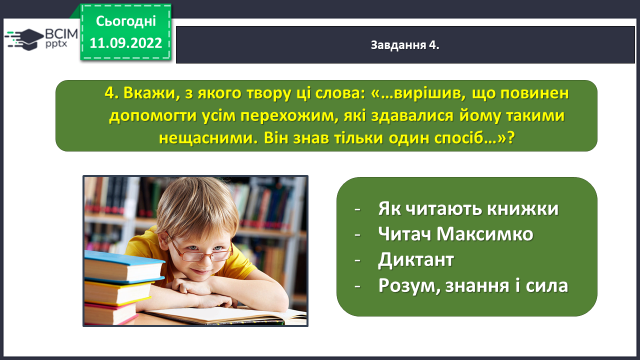 Сьогодні
11.09.2022
BCIM
pptx
Завдання 4.
4. Вкажи, з якого твору ці слова: «…вирішив, що повинен
допомогти усім перехожим, які здавалися йому такими
нещасними. Він знав тільки один спосіб…»?
- Як читають книжки
- Читач Максимко
- Диктант
- Розум, знання і сила